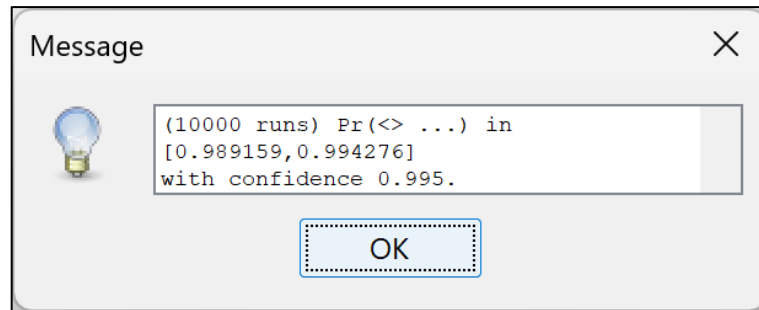 Message
(10000 runs) Pr(<> ...) in
[0.989159,0.994276]
with confidence 0.995.
OK